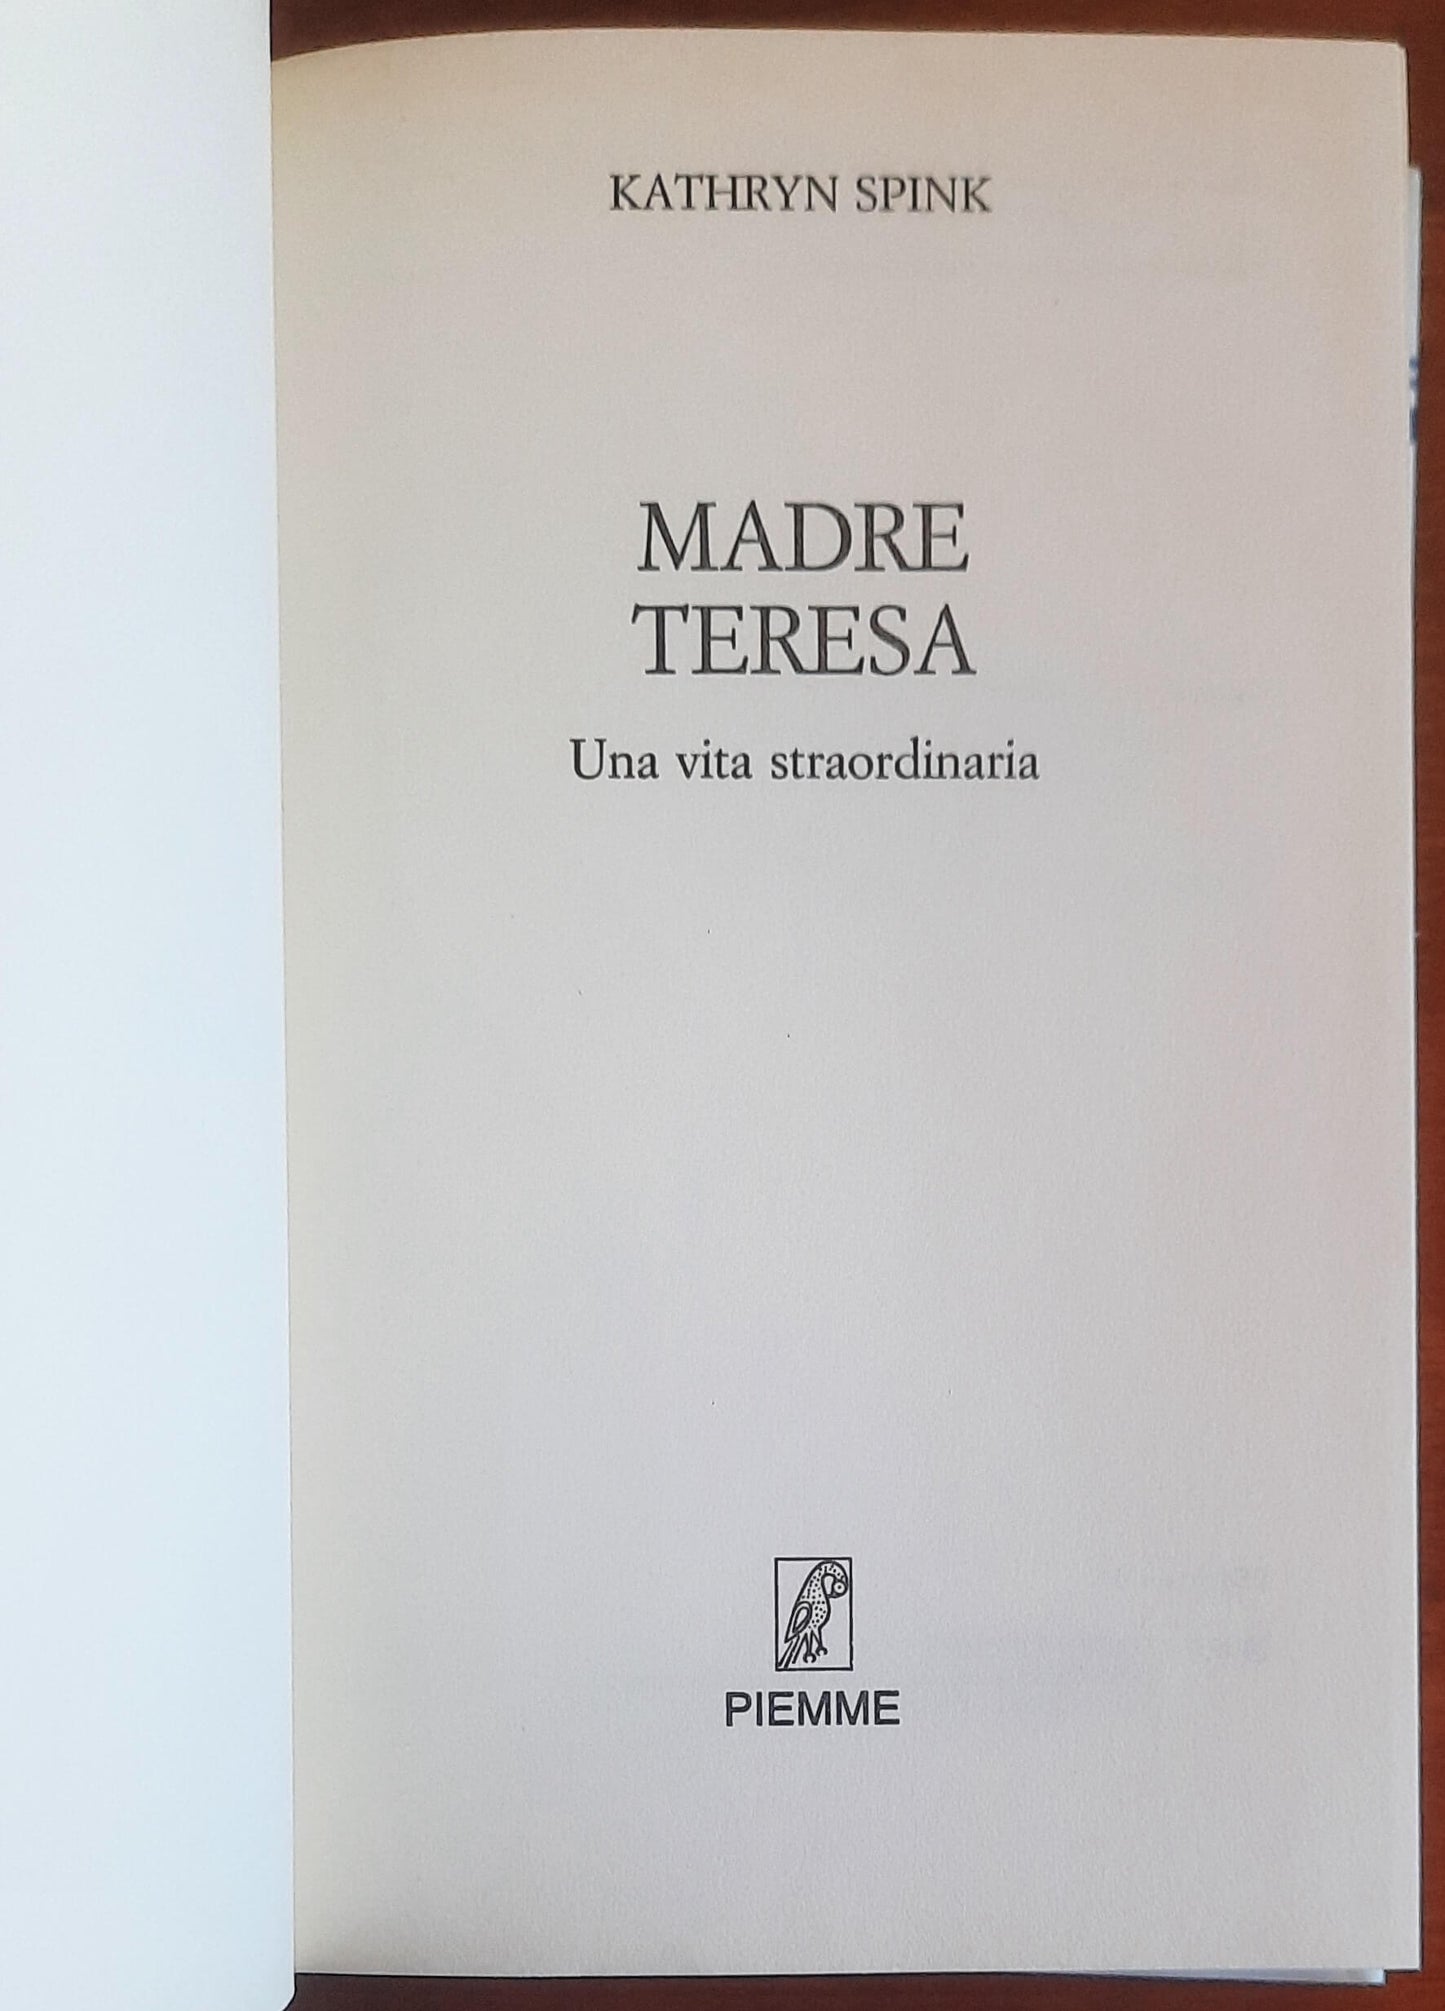 KATHRYN SPINK
MADRE
TERESA
Una vita straordinaria
PIEMME